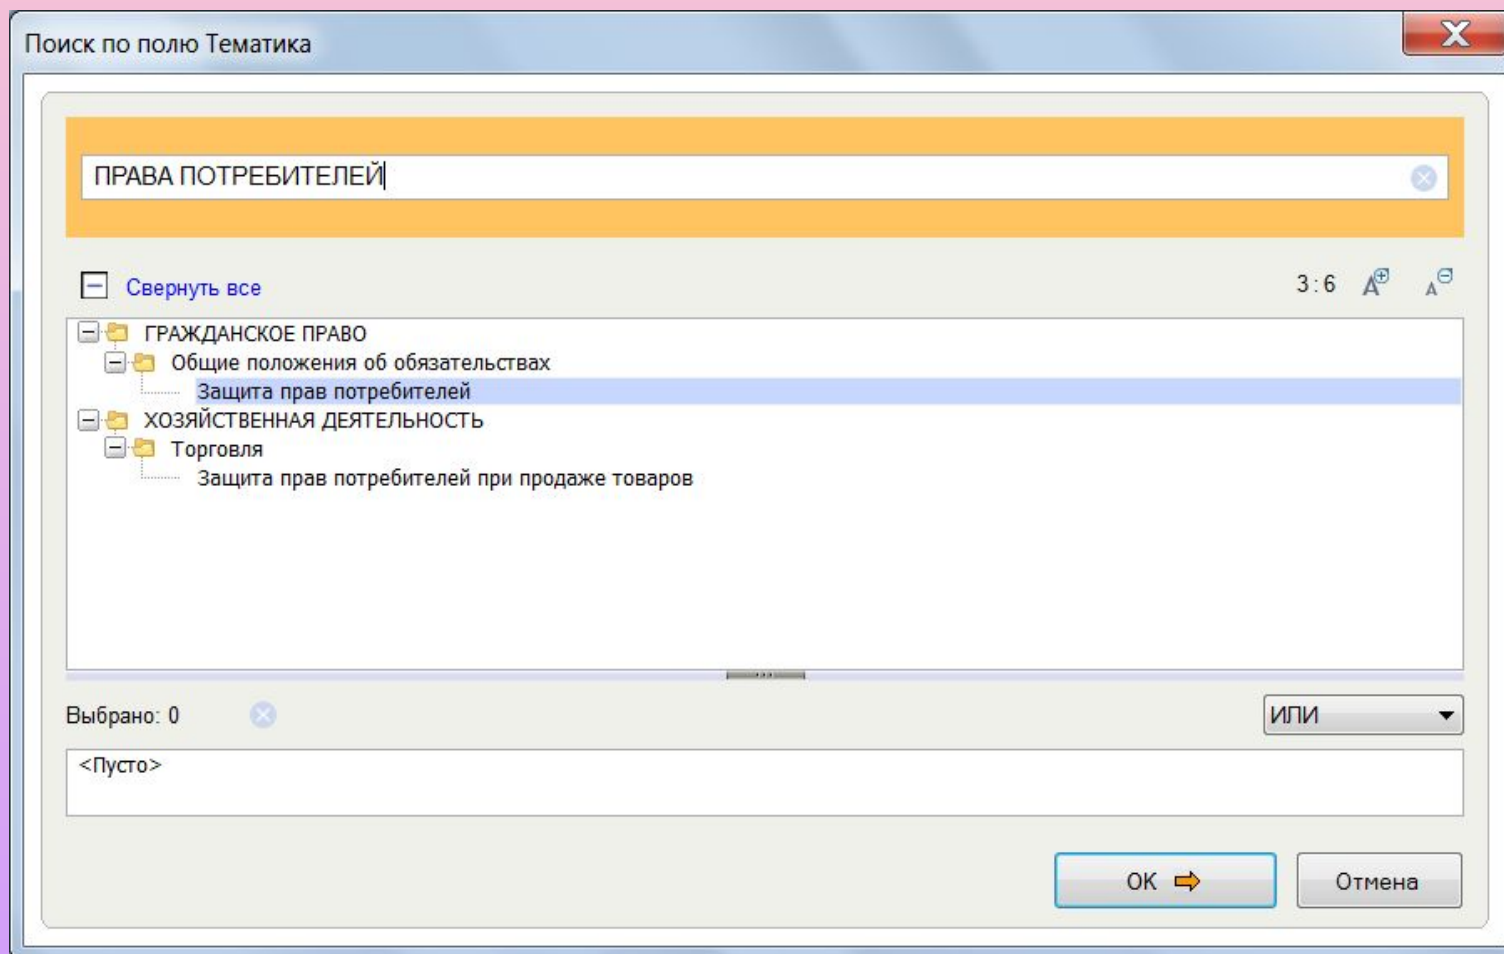 Поиск по полю Тематика
ПРАВА ПОТРЕБИТЕЛЕЙ
Свернуть все
3:6
ГРАЖДАНСКОЕ ПРАВО
Общие положения об обязательствах
Защита прав потребителей
ХОЗЯЙСТВЕННАЯ ДЕЯТЕЛЬНОСТЬ
Торговля
Защита прав потребителей при продаже товаров
Выбрано: 0
ИЛИ
<Пусто>
ОК
Отмена